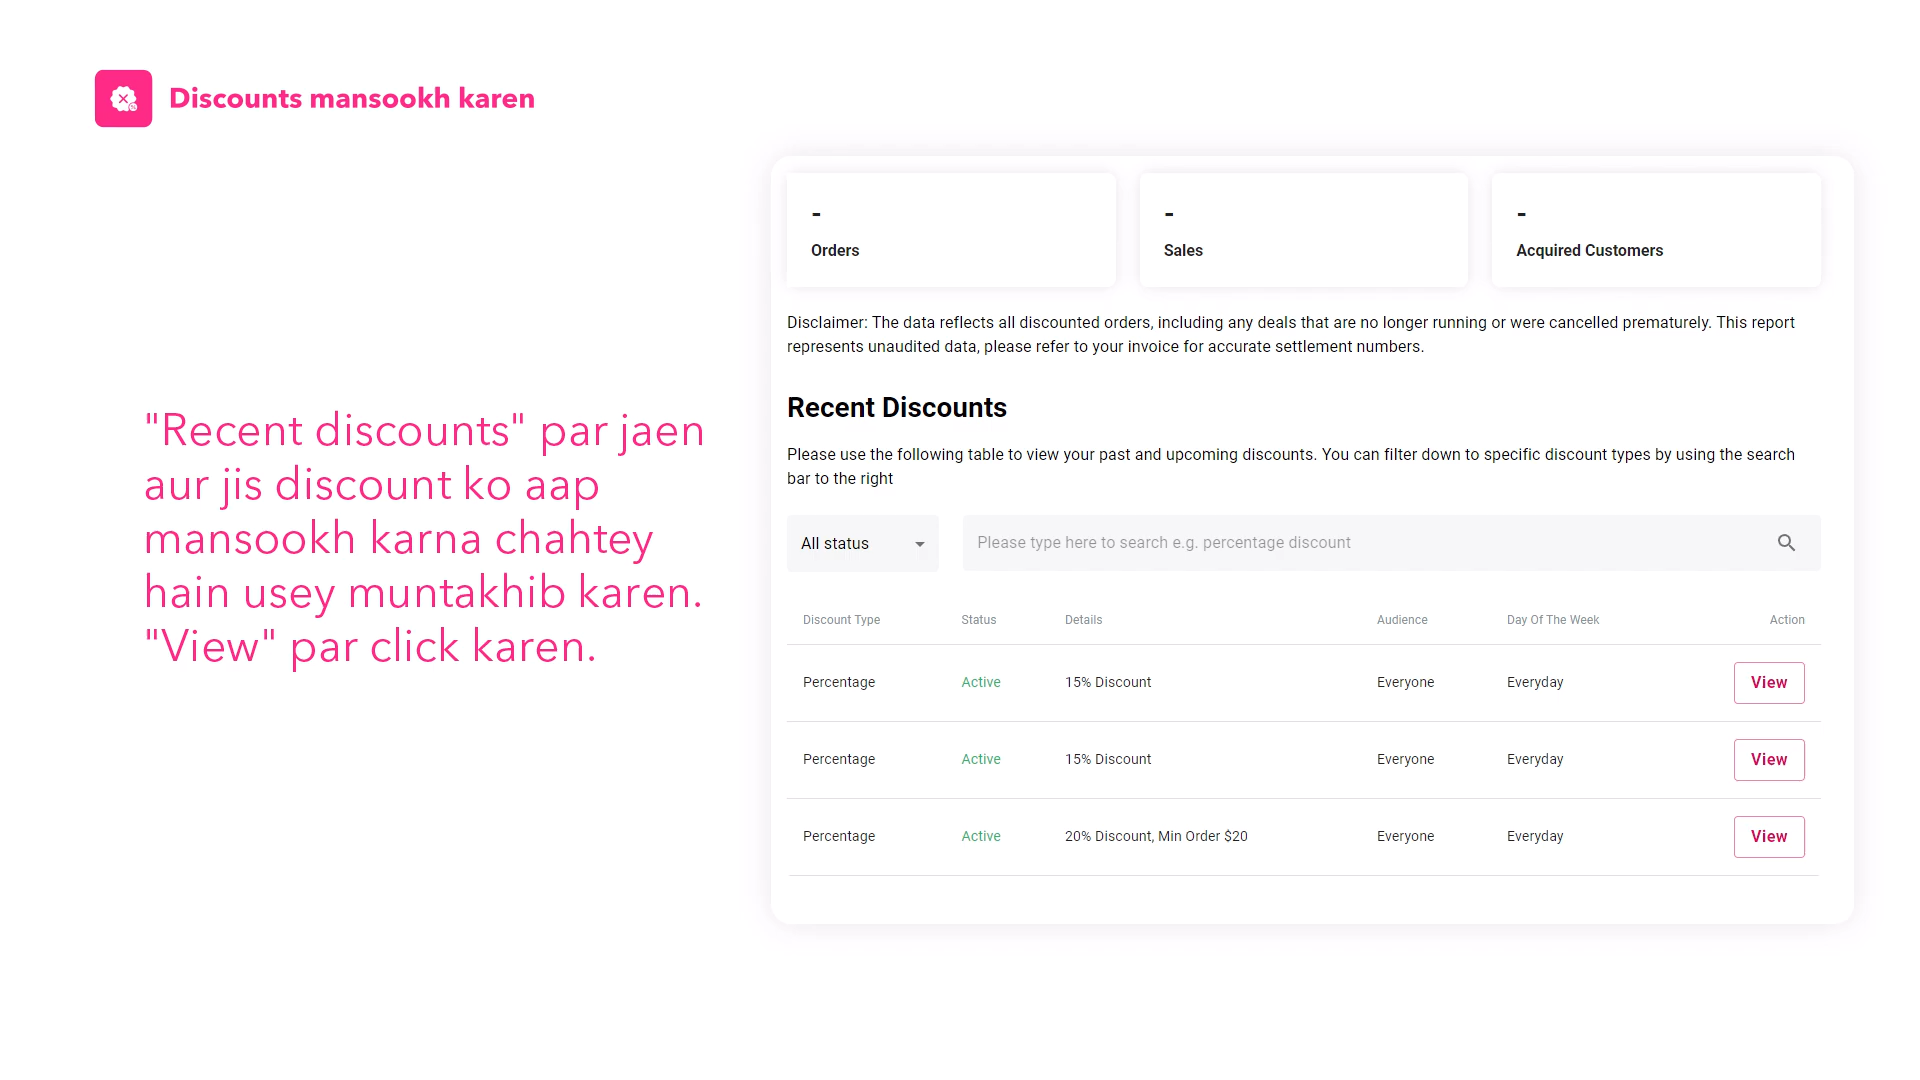 Discounts mansookh karen
"Recent discounts" par jaen
aur jis discount ko aap
mansookh karna chahtey
hain usey muntakhib karen.
"View" par click karen.
- - -
Orders Sales Acquired Customers
Disclaimer: The data reflects all discounted orders, including any deals that are no longer running or were cancelled prematurely. This report
represents unaudited data, please refer to your invoice for accurate settlement numbers.
Recent Discounts
Please use the following table to view your past and upcoming discounts. You can filter down to specific discount types by using the search
bar to the right
All status Please type here to search e.g. percentage discount
Discount Type Status Details Audience Day Of The Week Action
Percentage Active 15% Discount Everyone Everyday View
Percentage Active 15% Discount Everyone Everyday View
Percentage Active 20% Discount, Min Order $20 Everyone Everyday View